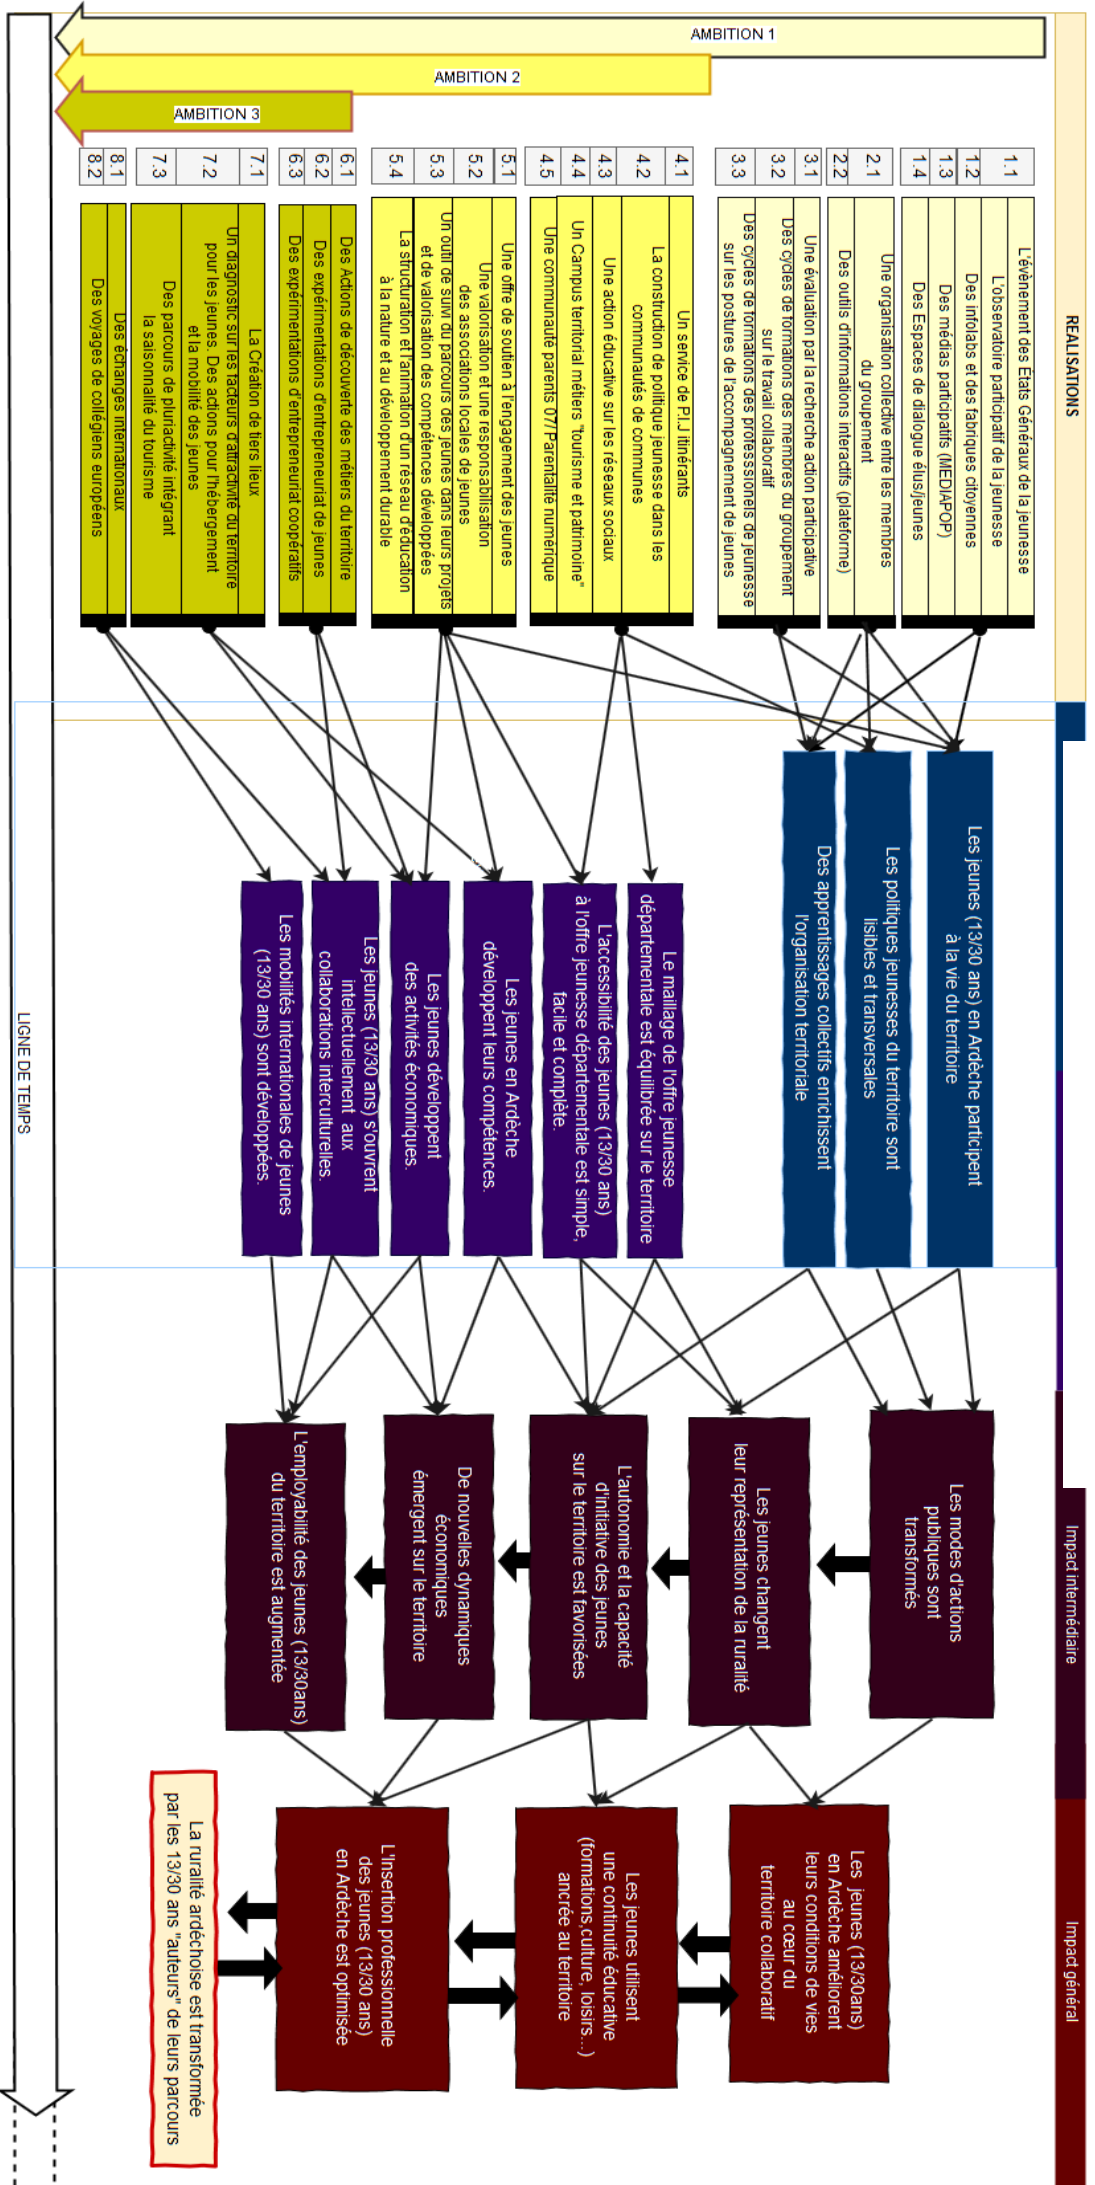 REALISATIONS
Impact intermédiaire
Impact général
AMBITION 1
AMBITION 2
AMBITION 3
1.1
L'évènement des Etats Généraux de la jeunesse
1.2
L'observatoire participatif de la jeunesse
1.3
Des infolabs et des fabriques citoyennes
1.4
Des médias participatifs (MEDIAPOP)
Des Espaces de dialogue élus/jeunes
2.1
Une organisation collective entre les membres
du groupement
2.2
Des outils d'informations interactifs (plateforme)
3.1
Une évaluation par la recherche action participative
3.2
Des cycles de formations des membres du groupement
sur le travail collaboratif
3.3
Des cycles de formations des professionnels de jeunesse
sur les postures de l'accompagnement de jeunes
4.1
Un service de PIJ itinérants
4.2
La construction de politique jeunesse dans les
communautés de communes
4.3
Une action éducative sur les réseaux sociaux
4.4
Un Campus territorial métiers "tourisme et patrimoine"
4.5
Une communauté parents 07/Parentalité numérique
5.1
Une offre de soutien à l'engagement des jeunes
5.2
Une valorisation et une responsabilisation
des associations locales de jeunes
5.3
Un outil de suivi du parcours des jeunes dans leurs projets
et de valorisation des compétences développées
5.4
La structuration et l'animation d'un réseau d'éducation
à la nature et au développement durable
6.1
Des Actions de découverte des métiers du territoire
6.2
Des expérimentations d'entrepreneuriat de jeunes
6.3
Des expérimentations d'entrepreneuriat coopératifs
7.1
La Création de tiers lieux
7.2
Un diagnostic sur les facteurs d'attractivité du territoire
pour les jeunes. Des actions pour l'hébergement
et la mobilité des jeunes
7.3
Des parcours de pluriactivité intégrant
la saisonnalité du tourisme
8.1
Des échanges internationaux
8.2
Des voyages de collégiens européens
Les jeunes (13/30 ans) en Ardèche participent
à la vie du territoire
Les politiques jeunesses du territoire sont
lisibles et transversales
Des apprentissages collectifs enrichissent
l'organisation territoriale
Le maillage de l'offre jeunesse
départementale est équilibrée sur le territoire
L'accessibilité des jeunes (13/30 ans)
à l'offre jeunesse départementale est simple,
facile et complète.
Les jeunes en Ardèche
développent leurs compétences.
Les jeunes développent
des activités économiques.
Les jeunes (13/30 ans) s'ouvrent
intellectuellement aux
collaborations interculturelles.
Les mobilités internationales de jeunes
(13/30 ans) sont développées.
Les modes d'actions
publiques sont
transformés
Les jeunes changent
leur représentation de la ruralité
L'autonomie et la capacité
d'initiative des jeunes
sur le territoire est favorisées
De nouvelles dynamiques
économiques
émergent sur le territoire
L'employabilité des jeunes (13/30ans)
du territoire est augmentée
Les jeunes (13/30ans)
en Ardèche améliorent
leurs conditions de vies
au cœur du
territoire collaboratif
Les jeunes utilisent
une continuité éducative
(formations,culture, loisirs...)
ancrée au territoire
L'insertion professionnelle
des jeunes (13/30 ans)
en Ardèche est optimisée
La ruralité ardéchoise est transformée
par les 13/30 ans "auteurs" de leurs parcours
LIGNE DE TEMPS